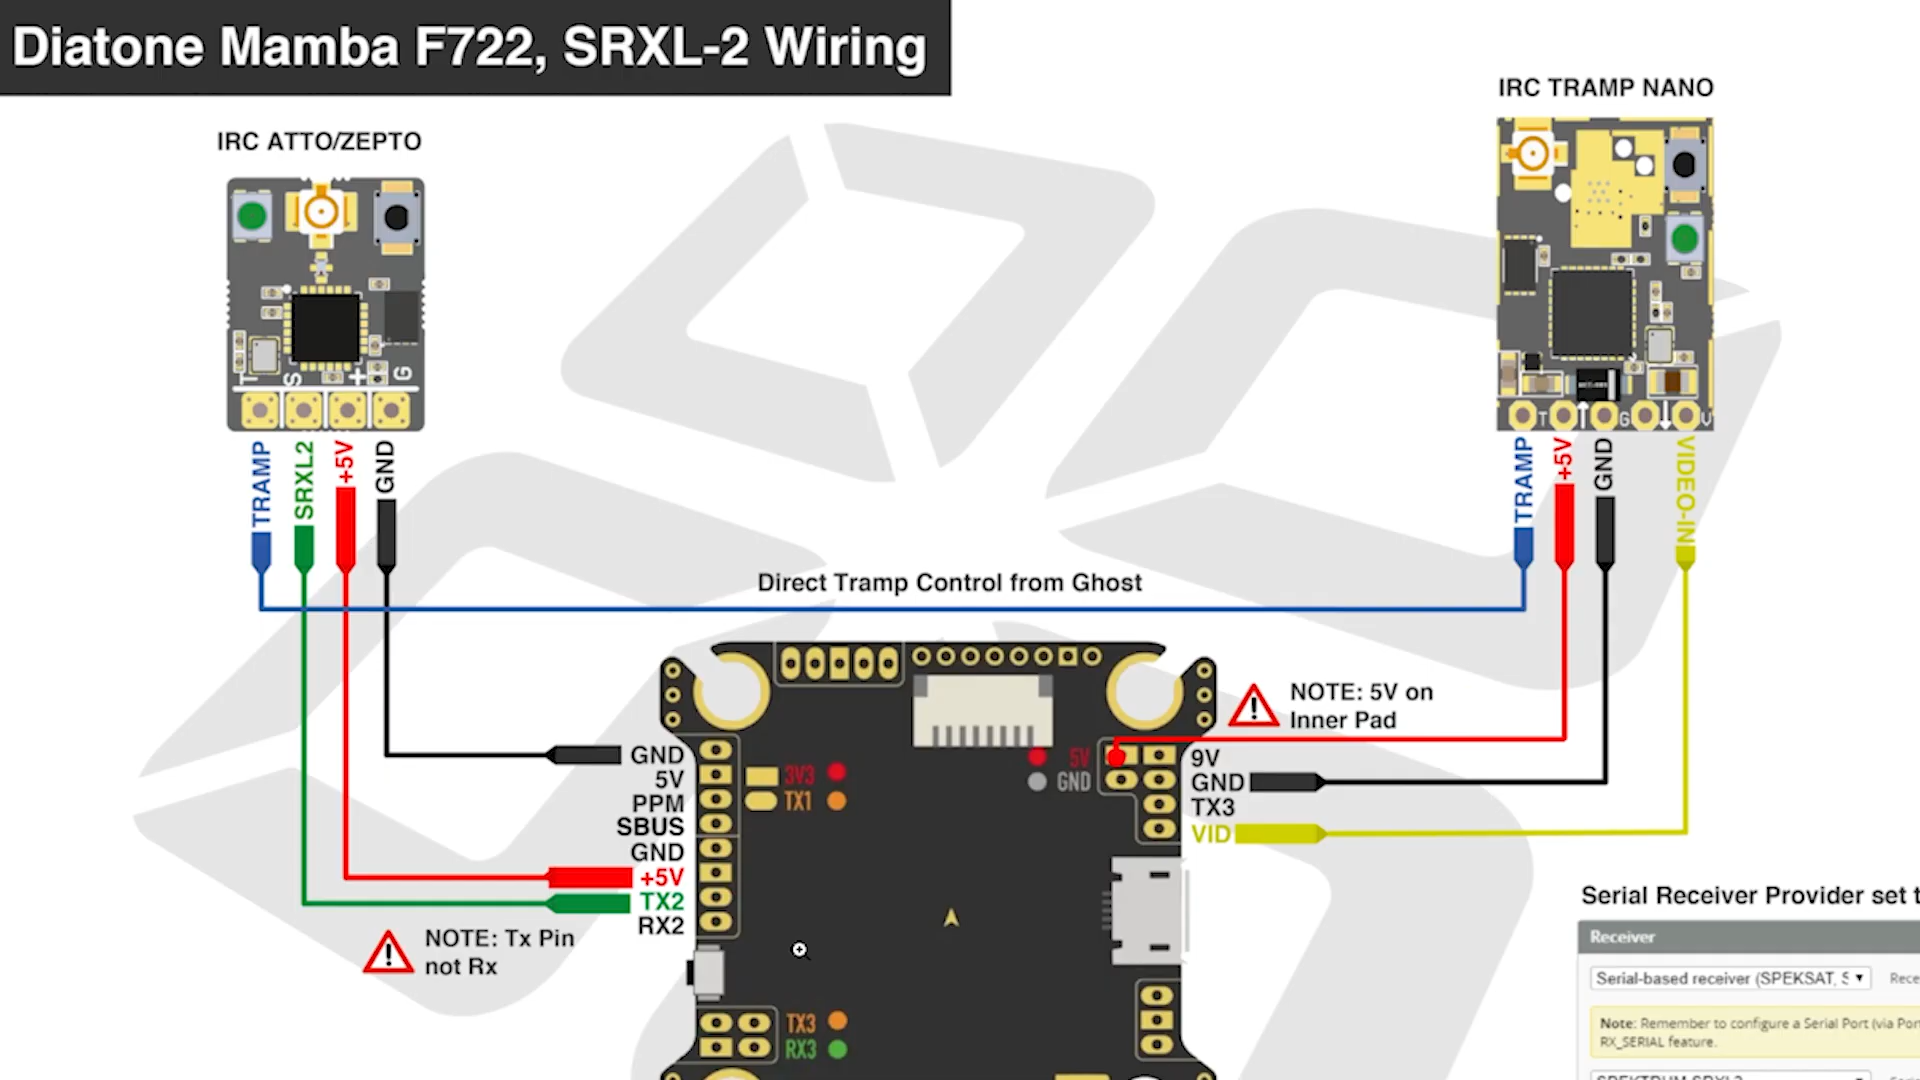 Diatone Mamba F722, SRXL-2 Wiring
IRC ATTO/ZEPTO
IRC TRAMP NANO
T S + G
T G V
TRAMP
SRXL2
+5V
GND
TRAMP
+5V
GND
VIDEO-IN
Direct Tramp Control from Ghost
NOTE: 5V on
Inner Pad
GND
5V
PPM
SBUS
GND
+5V
TX2
RX2
3V3
TX1
5V
GND
9V
GND
TX3
VID
NOTE: Tx Pin
not Rx
TX3
RX3
Serial Receiver Provider set t
Receiver
Serial-based receiver (SPEKSAT, S
Rece
Note: Remember to configure a Serial Port (via Por
RX_SERIAL feature.
SPEKTRUM SRXL2